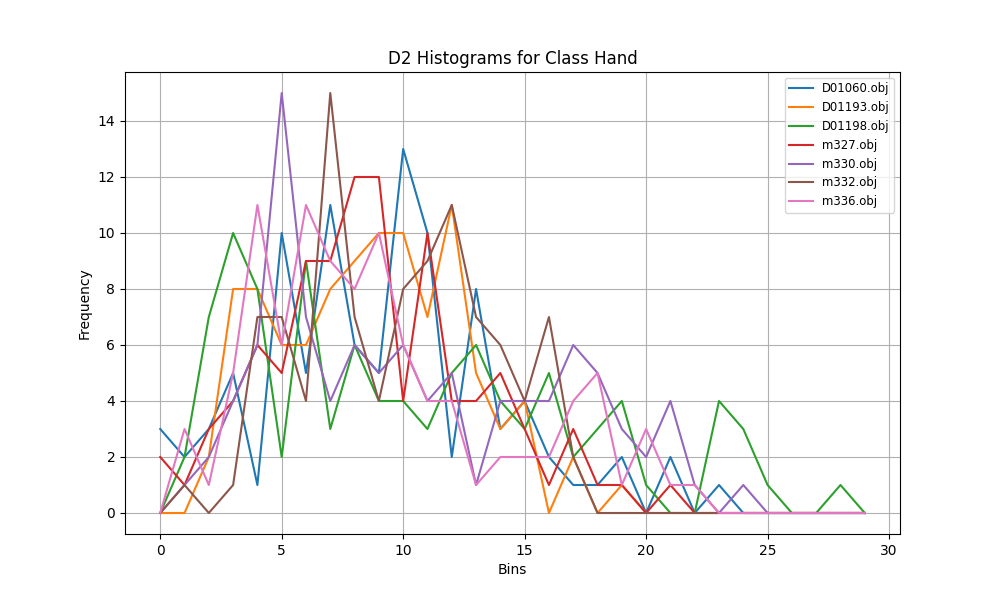 D2 Histograms for Class Hand
D01060.obj
D01193.obj
D01198.obj
m327.obj
m330.obj
m332.obj
m336.obj
Frequency
14
12
10
8
6
4
2
0
0 5 10 15 20 25 30
Bins